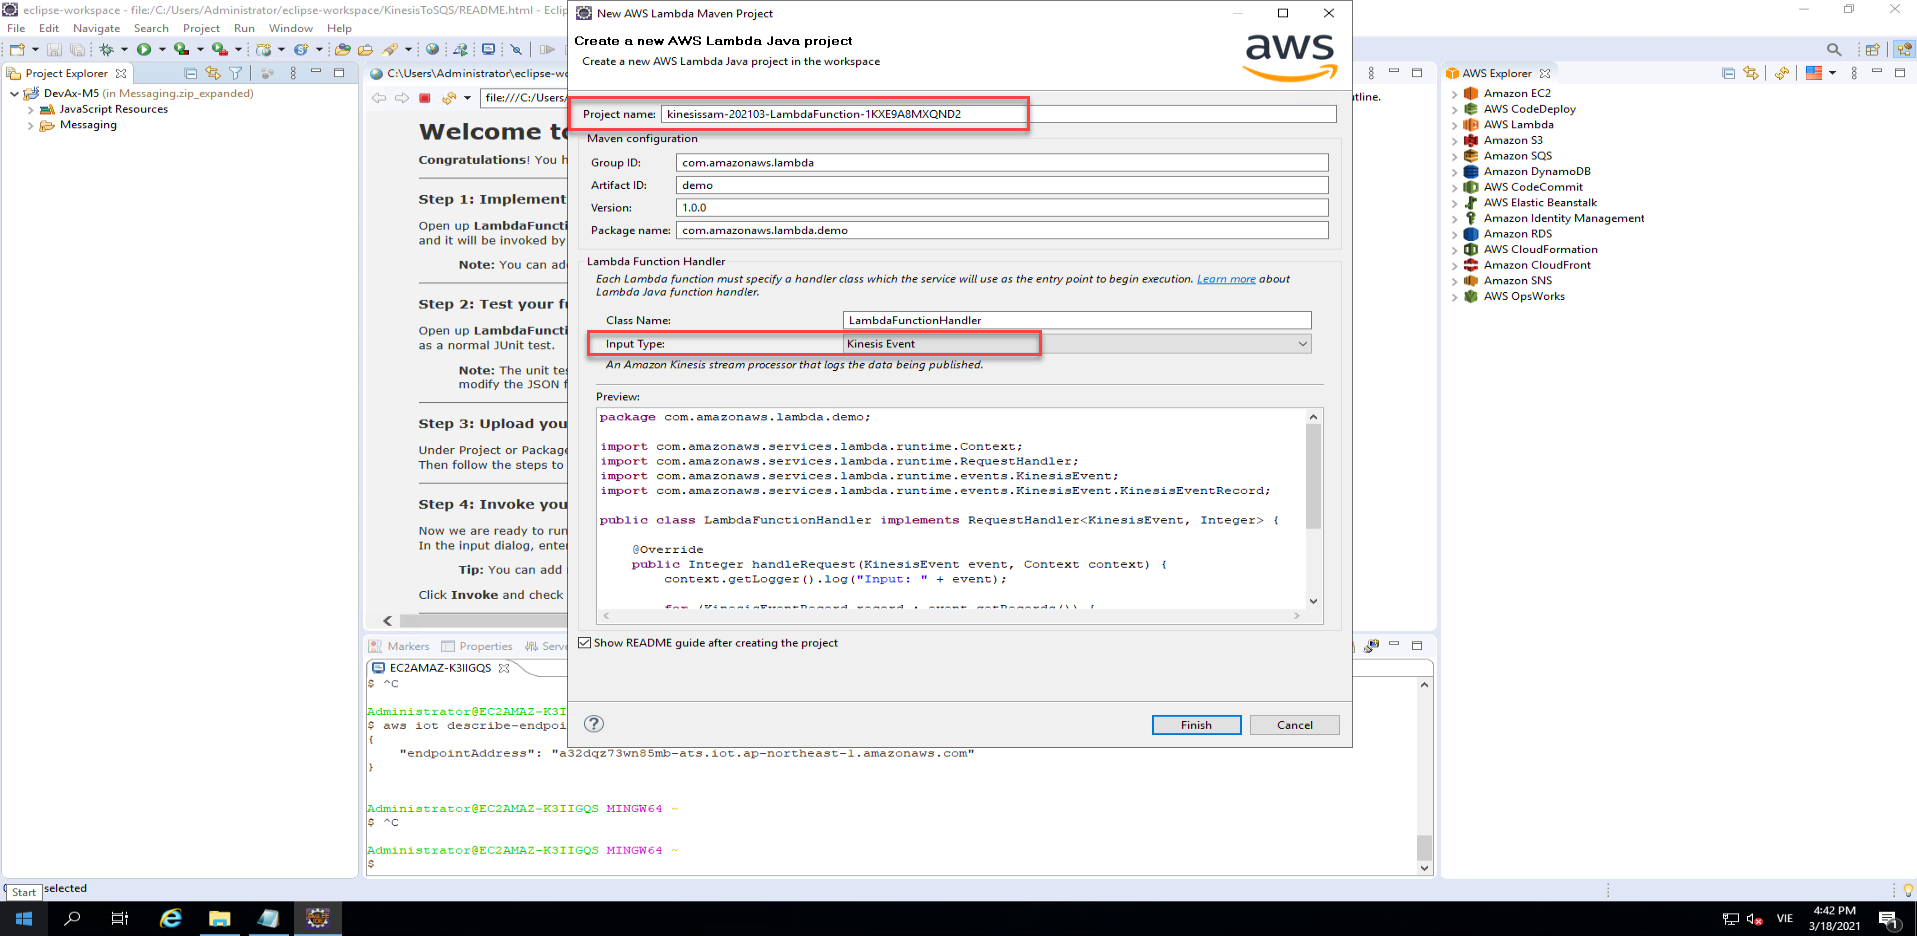 eclipse-workspace - file:/C:/Users/Administrator/eclipse-workspace/KinesisToSQS/README.html - Eclip
File Edit Navigate Search Project Run Window Help
Project Explorer
DevAx-M5 (in Messaging.zip_expanded)
JavaScript Resources
Messaging
C:\Users\Administrator\eclipse-wo
file:///C:/Users/
utline.
Welcome to
Congratulations! You h
Step 1: Implement
Open up LambdaFuncti
and it will be invoked by
Note: You can ad
Step 2: Test your fu
Open up LambdaFuncti
as a normal JUnit test.
Note: The unit tes
modify the JSON f
Step 3: Upload you
Under Project or Package
Then follow the steps to
Step 4: Invoke you
Now we are ready to run
In the input dialog, enter
Tip: You can add
Click Invoke and check
New AWS Lambda Maven Project
Create a new AWS Lambda Java project
Create a new AWS Lambda Java project in the workspace
aws
Project name: kinesissam-202103-LambdaFunction-1KXE9A8MXQND2
Maven configuration
Group ID: com.amazonaws.lambda
Artifact ID: demo
Version: 1.0.0
Package name: com.amazonaws.lambda.demo
Lambda Function Handler
Each Lambda function must specify a handler class which the service will use as the entry point to begin execution. Learn more about
Lambda Java function handler.
Class Name: LambdaFunctionHandler
Input Type: Kinesis Event
An Amazon Kinesis stream processor that logs the data being published.
Preview:
package com.amazonaws.lambda.demo;
import com.amazonaws.services.lambda.runtime.Context;
import com.amazonaws.services.lambda.runtime.RequestHandler;
import com.amazonaws.services.lambda.runtime.events.KinesisEvent;
import com.amazonaws.services.lambda.runtime.events.KinesisEvent.KinesisEventRecord;
public class LambdaFunctionHandler implements RequestHandler<KinesisEvent, Integer> {
@Override
public Integer handleRequest(KinesisEvent event, Context context) {
context.getLogger().log("Input: " + event);
for (KinesisEventRecord record : event.getRecords()) {
Show README guide after creating the project
Finish Cancel
AWS Explorer
Amazon EC2
AWS CodeDeploy
AWS Lambda
Amazon S3
Amazon SQS
Amazon DynamoDB
AWS CodeCommit
AWS Elastic Beanstalk
Amazon Identity Management
Amazon RDS
AWS CloudFormation
Amazon CloudFront
Amazon SNS
AWS OpsWorks
Markers Properties Serve
EC2AMAZ-K3IIGQS
$ ^C
Administrator@EC2AMAZ-K3I
$ aws iot describe-endpoi
{
"endpointAddress": "a32dqz73wn85mb-ats.iot.ap-northeast-1.amazonaws.com"
}
Administrator@EC2AMAZ-K3IIGQS MINGW64 ~
$ ^C
Administrator@EC2AMAZ-K3IIGQS MINGW64 ~
$
selected
Start
VIE
4:42 PM
3/18/2021
1